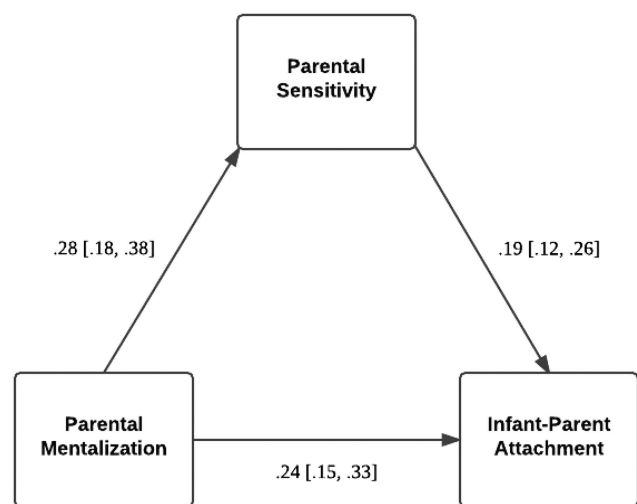 Parental
Sensitivity
.28 [.18, .38]
.19 [.12, .26]
Parental
Mentalization
Infant-Parent
Attachment
.24 [.15, .33]